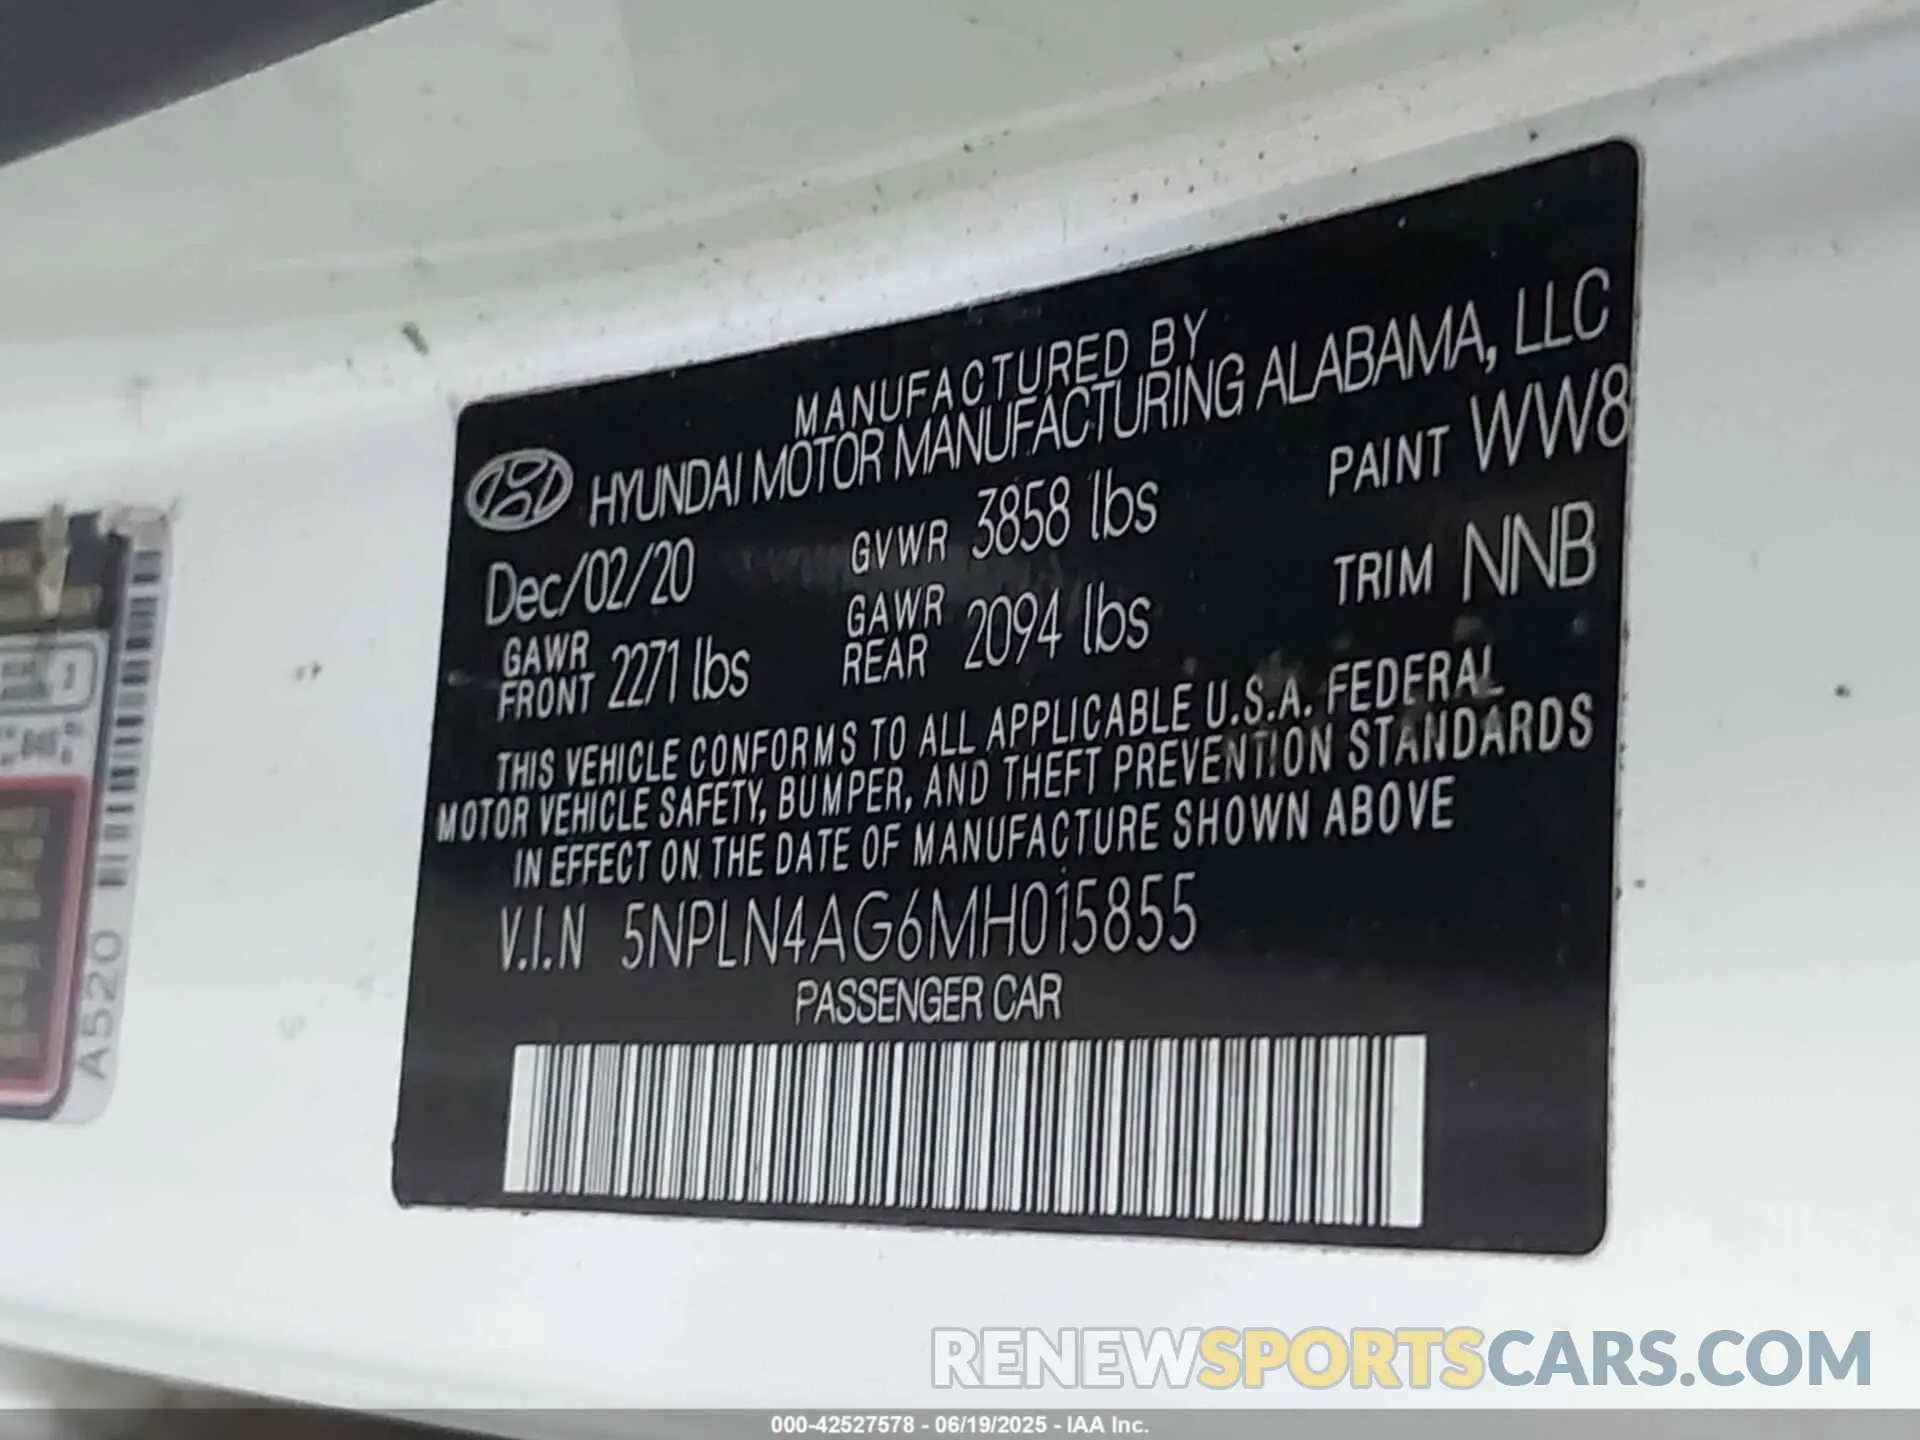 MANUFACTURED BY
HYUNDAI MOTOR MANUFACTURING ALABAMA, LLC
Dec/02/20 GVWR 3858 lbs PAINT WW8
GAWR FRONT 2271 lbs GAWR REAR 2094 lbs TRIM NNB
THIS VEHICLE CONFORMS TO ALL APPLICABLE U.S.A. FEDERAL
MOTOR VEHICLE SAFETY, BUMPER, AND THEFT PREVENTION STANDARDS
IN EFFECT ON THE DATE OF MANUFACTURE SHOWN ABOVE
V.I.N 5NPLN4AG6MH015855
PASSENGER CAR
A520
RENEWSPORTSCARS.COM
000-42527578 - 06/19/2025 - IAA Inc.